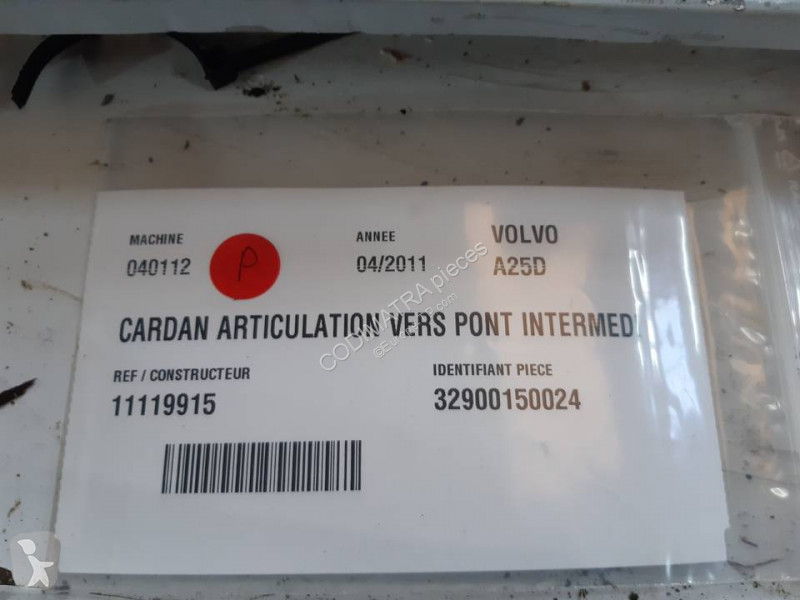 MACHINE ANNEE VOLVO
040112 P 04/2011 A25D
CARDAN ARTICULATION VERS PONT INTERMED
REF / CONSTRUCTEUR IDENTIFIANT PIECE
11119915 32900150024
CODIMATRA pieces